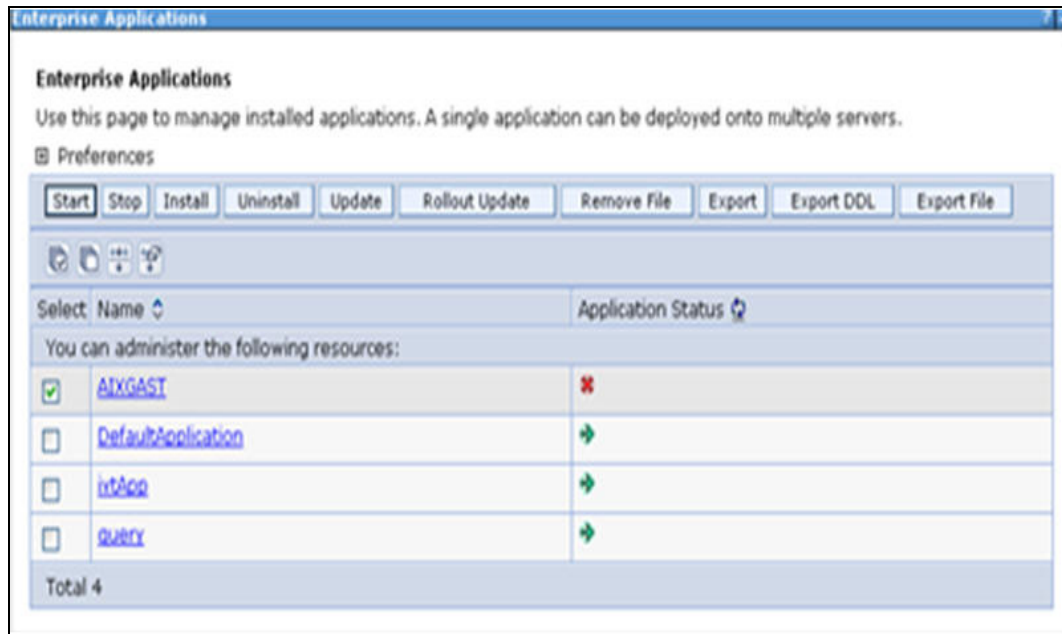 Enterprise Applications
Enterprise Applications
Use this page to manage installed applications. A single application can be deployed onto multiple servers.
Preferences
Start Stop Install Uninstall Update Rollout Update Remove File Export Export DDL Export File
Select Name Application Status
You can administer the following resources:
AIXGAST
DefaultApplication
ivtApp
query
Total 4